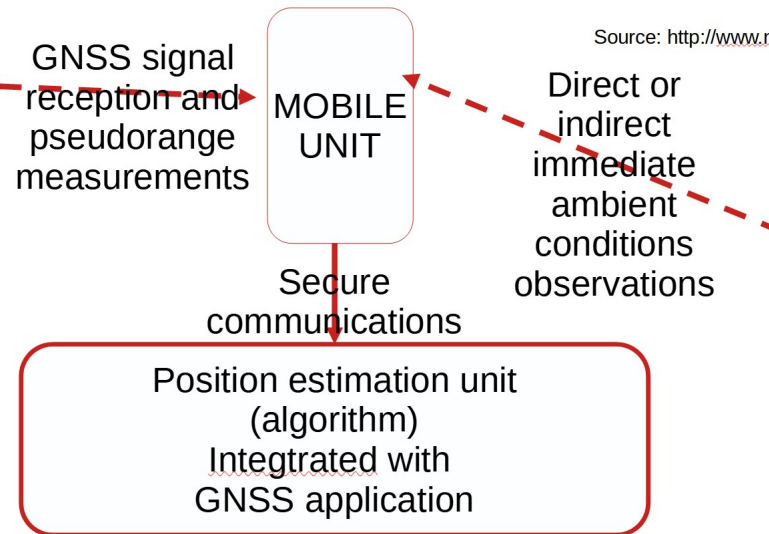 Source: http://www.
GNSS signal
reception and
pseudorange
measurements
MOBILE
UNIT
Direct or
indirect
immediate
ambient
conditions
observations
Secure
communications
Position estimation unit
(algorithm)
Integtrated with
GNSS application